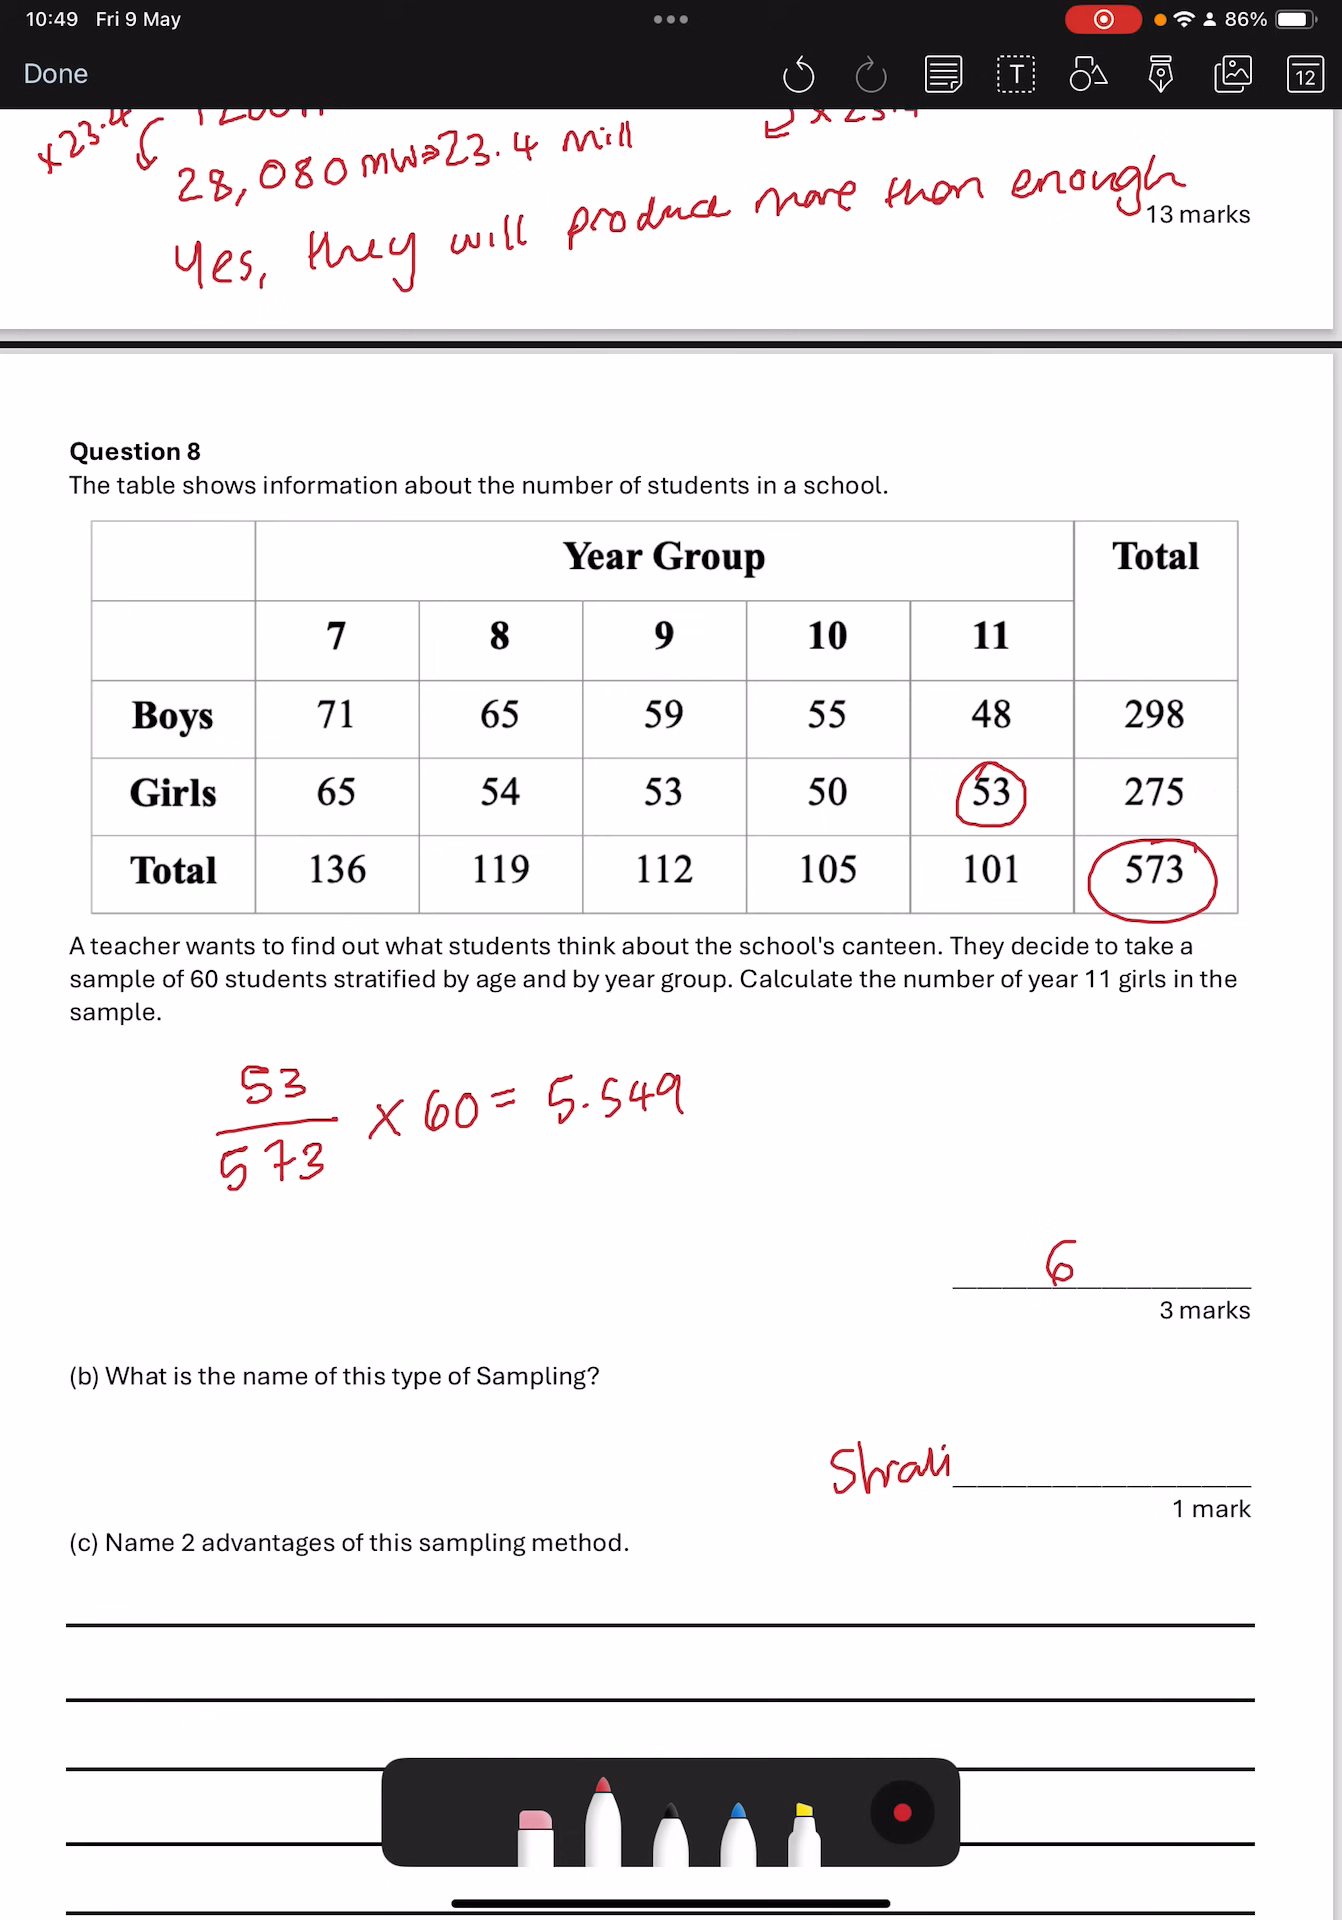 10:49 Fri 9 May
86%
Done
T
12
x23.4
28,080 mw⇒23.4 mill
Yes, they will produce more than enough
13 marks
Question 8
The table shows information about the number of students in a school.
Year Group Total
7 8 9 10 11
Boys 71 65 59 55 48 298
Girls 65 54 53 50 53 275
Total 136 119 112 105 101 573
A teacher wants to find out what students think about the school's canteen. They decide to take a
sample of 60 students stratified by age and by year group. Calculate the number of year 11 girls in the
sample.
53
x 60 = 5.549
573
6
3 marks
(b) What is the name of this type of Sampling?
Strati
1 mark
(c) Name 2 advantages of this sampling method.